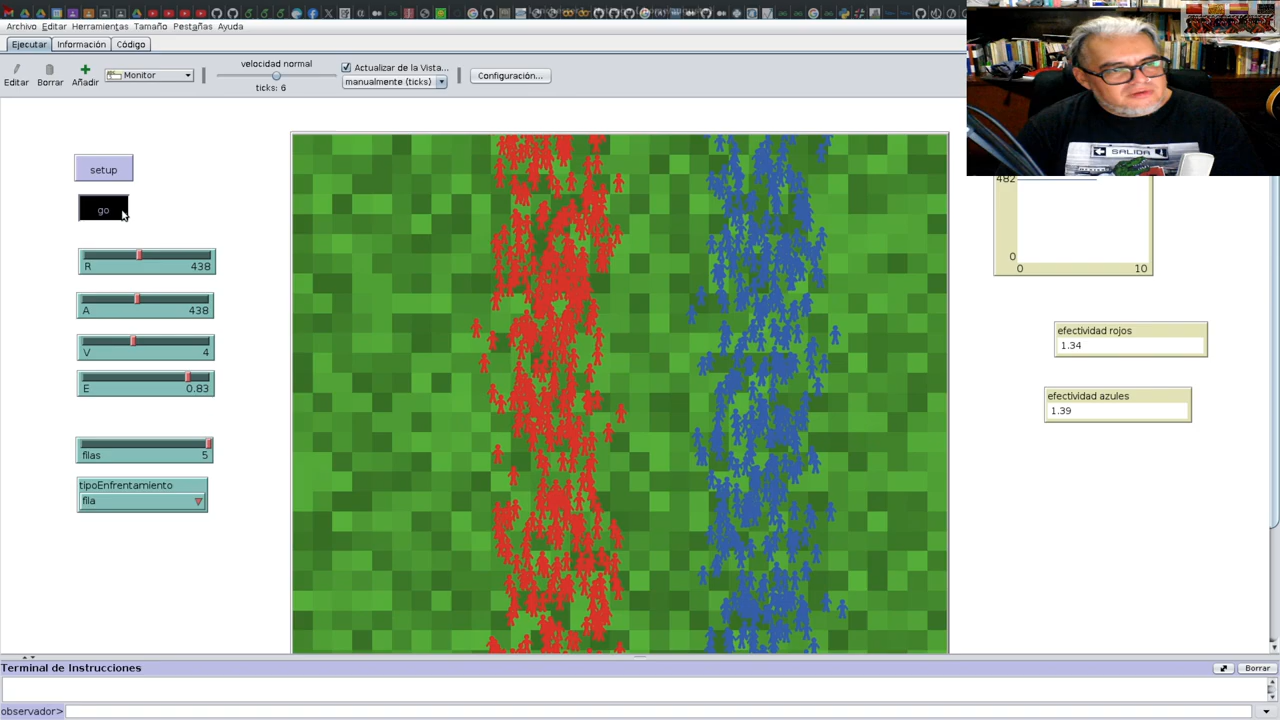 Archivo Editar Herramientas Tamaño Pestañas Ayuda
Ejecutar Información Código
Editar Borrar Añadir Monitor
velocidad normal
ticks: 6
Actualizar de la Vista...
manualmente (ticks)
Configuración...
SALIDA
setup
go
R 438
A 438
V 4
E 0.83
filas 5
tipoEnfrentamiento
fila
482
0
0 10
efectividad rojos
1.34
efectividad azules
1.39
Terminal de Instrucciones
Borrar
observador>